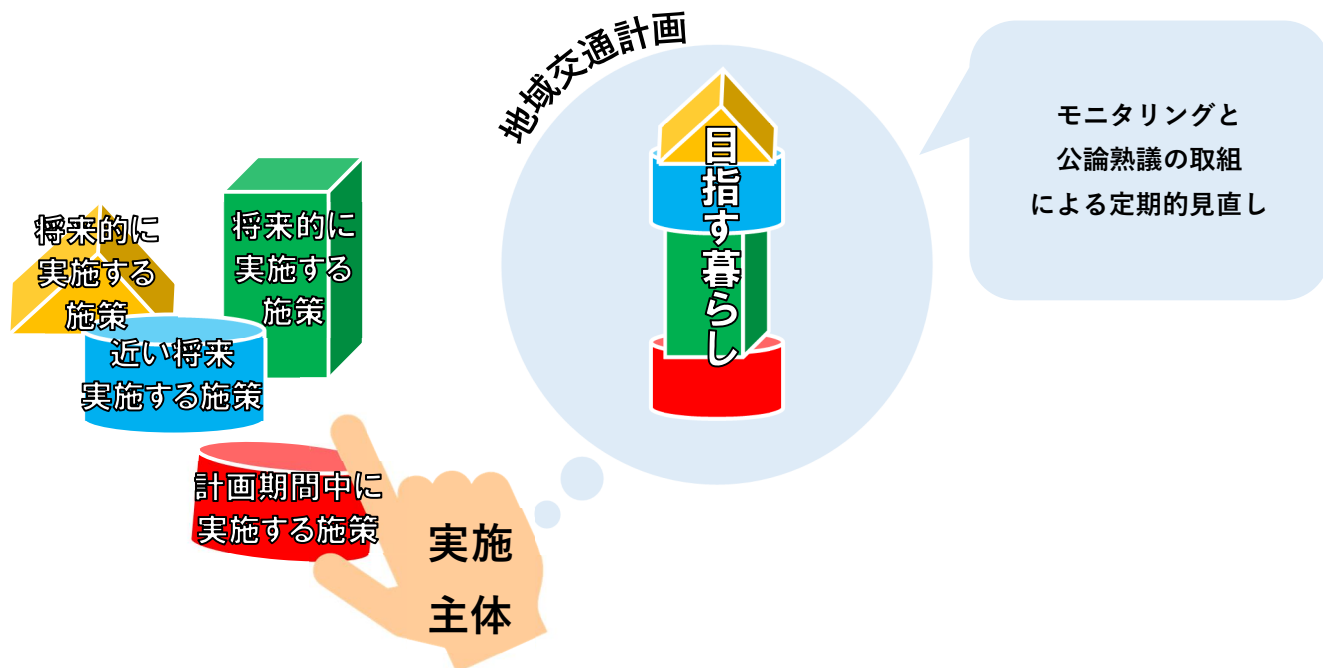 地域交通計画
目指す暮らし
モニタリングと
公論熟議の取組
による定期的見直し
将来的に
実施する
施策
将来的に
実施する
施策
近い将来
実施する施策
計画期間中に
実施する施策
実施
主体